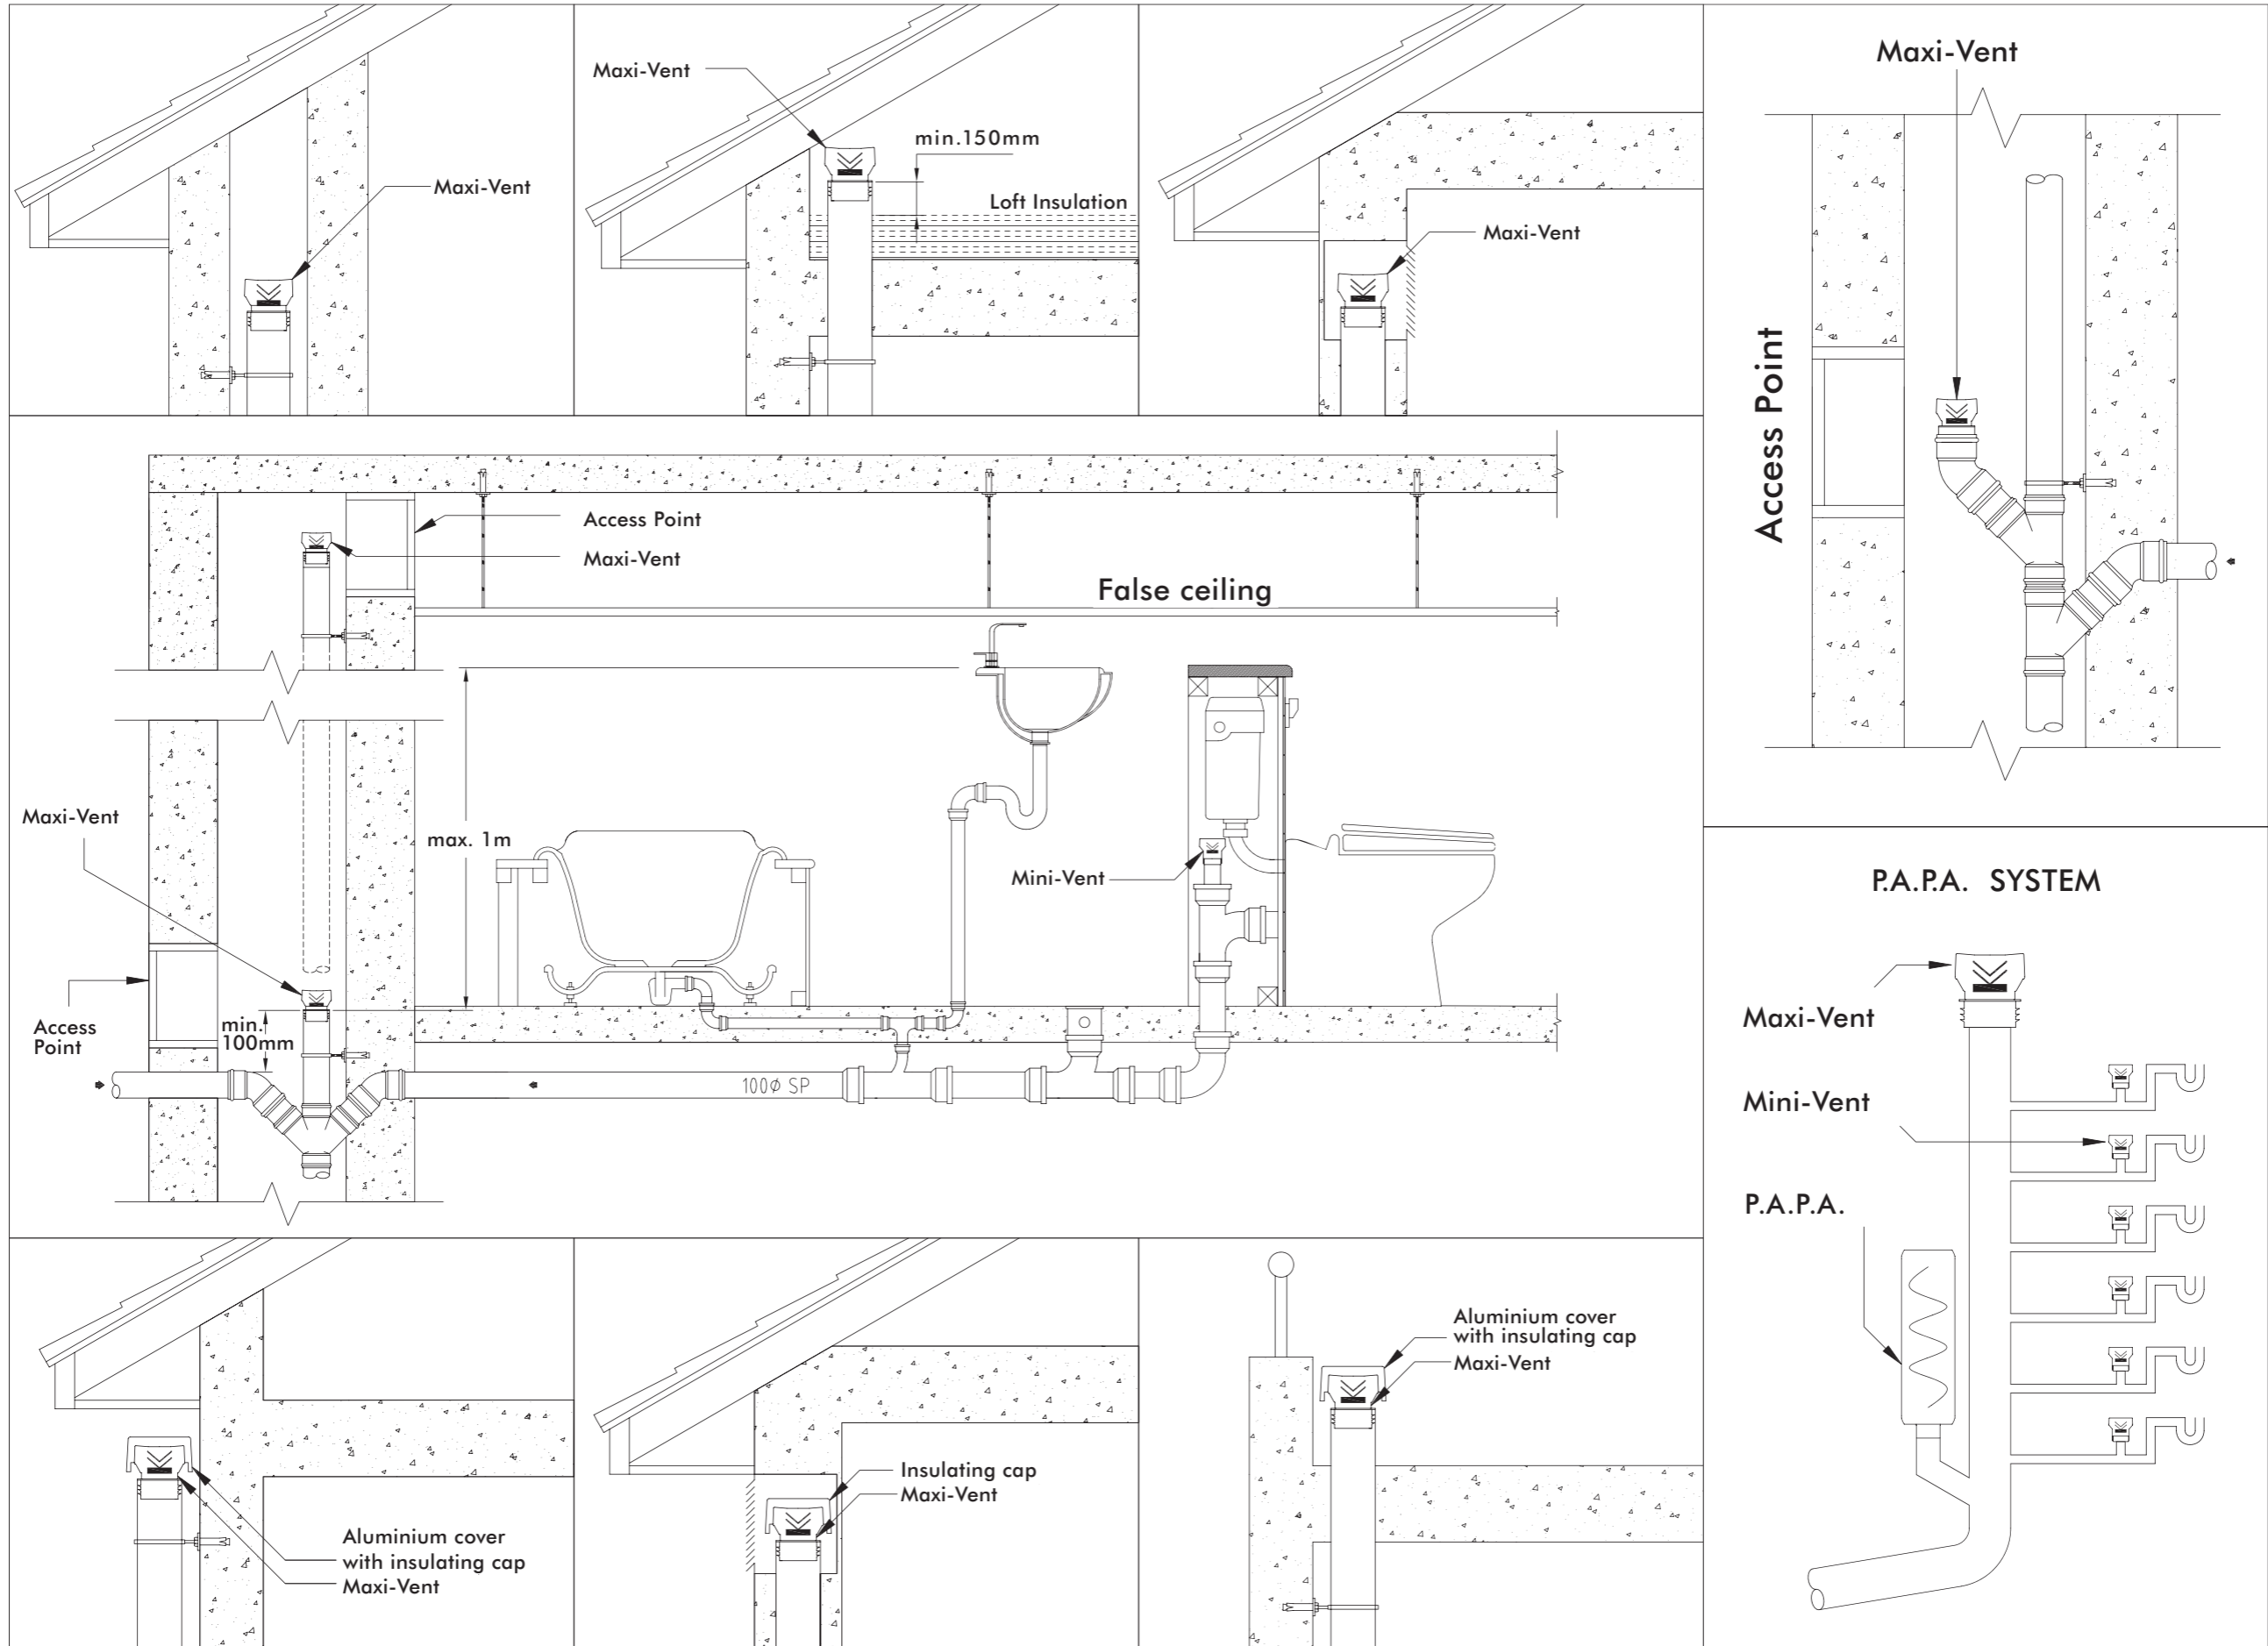 Maxi-Vent
Maxi-Vent
min.150mm
Loft Insulation
Maxi-Vent
Maxi-Vent
Access Point
Access Point
Maxi-Vent
False ceiling
Maxi-Vent
max. 1m
Mini-Vent
Access
Point
min.
100mm
100ø SP
P.A.P.A. SYSTEM
Maxi-Vent
Mini-Vent
P.A.P.A.
Aluminium cover
with insulating cap
Maxi-Vent
Insulating cap
Maxi-Vent
Aluminium cover
with insulating cap
Maxi-Vent